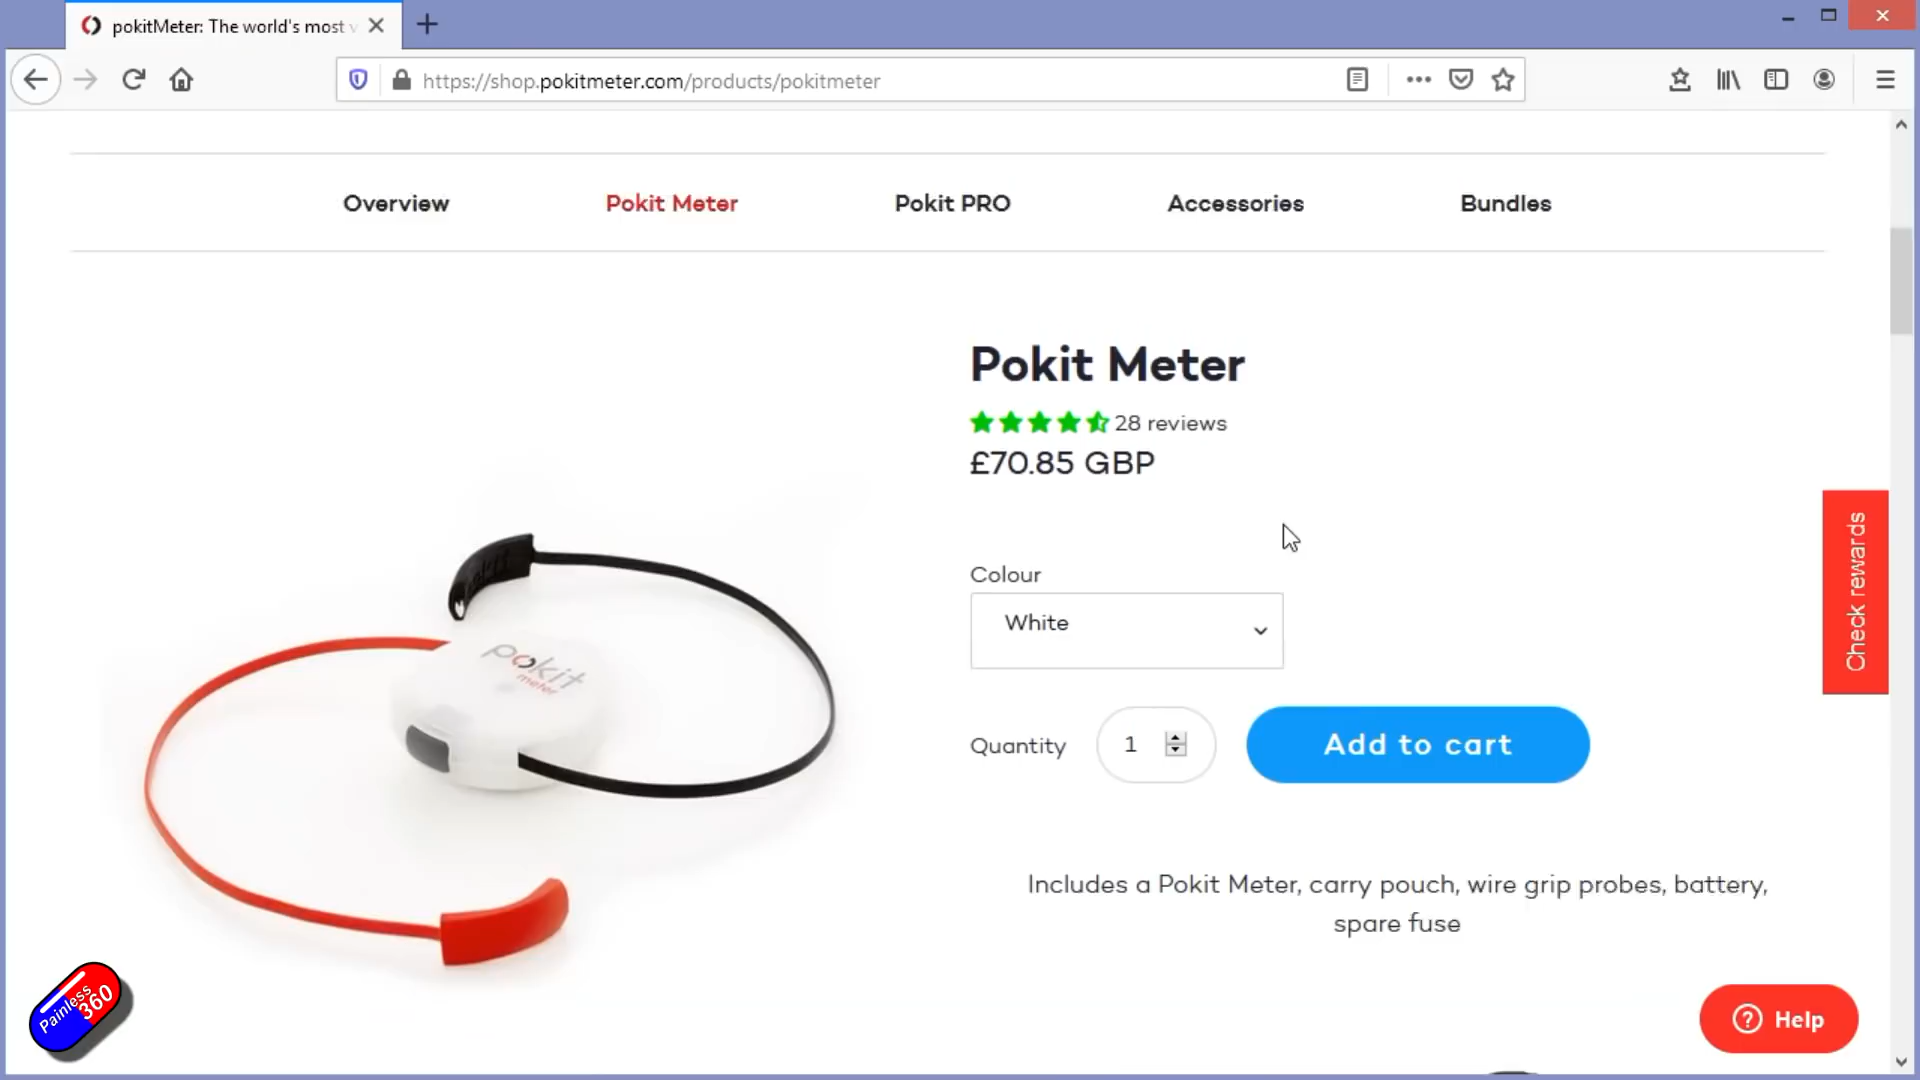 pokitMeter: The world's most v
https://shop.pokitmeter.com/products/pokitmeter
Overview
Pokit Meter
Pokit PRO
Accessories
Bundles
Pokit Meter
28 reviews
£70.85 GBP
Colour
White
Quantity
1
Add to cart
Includes a Pokit Meter, carry pouch, wire grip probes, battery,
spare fuse
pokit
meter
Check rewards
Painless
360
Help